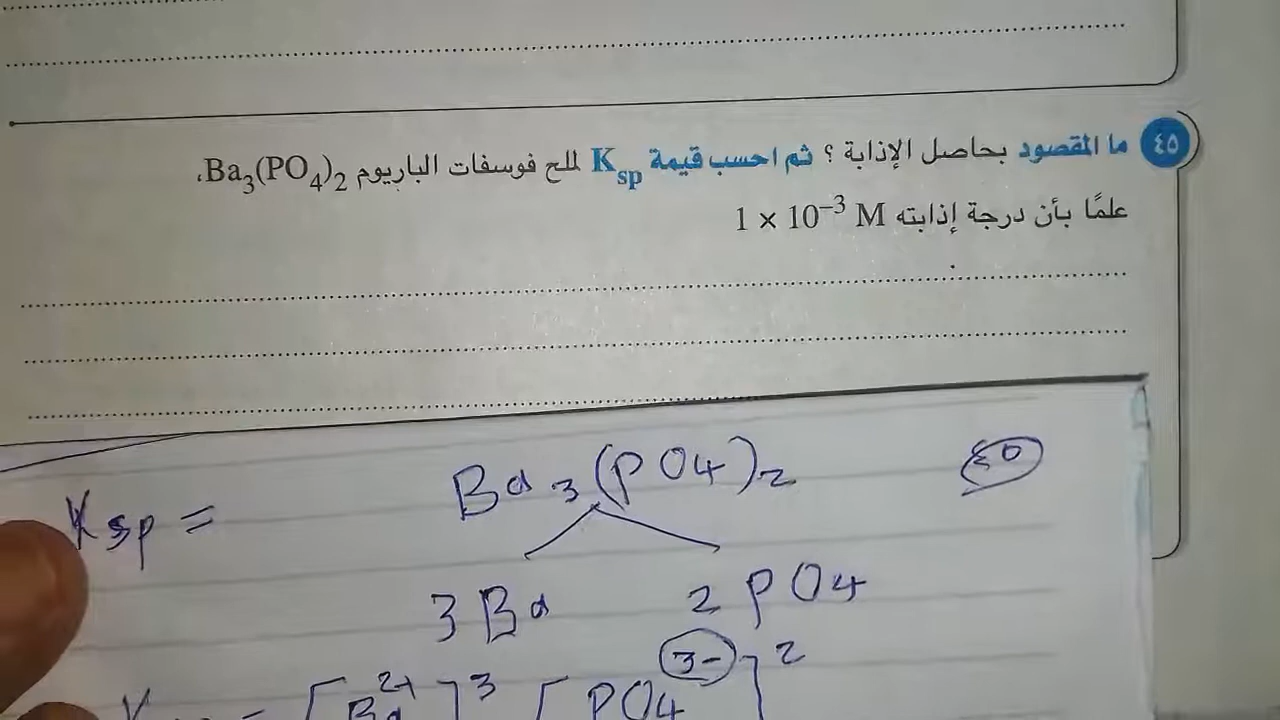 ٤٥ ما المقصود بحاصل الإذابة ؟ ثم احسب قيمة Ksp لملح فوسفات الباريوم Ba3(PO4)2،
علمًا بأن درجة إذابته 1 × 10−3 M
٤٥
Ba3(PO4)2
Ksp =
3Ba 2PO4
= [Ba2+]3 [PO4 3-]2